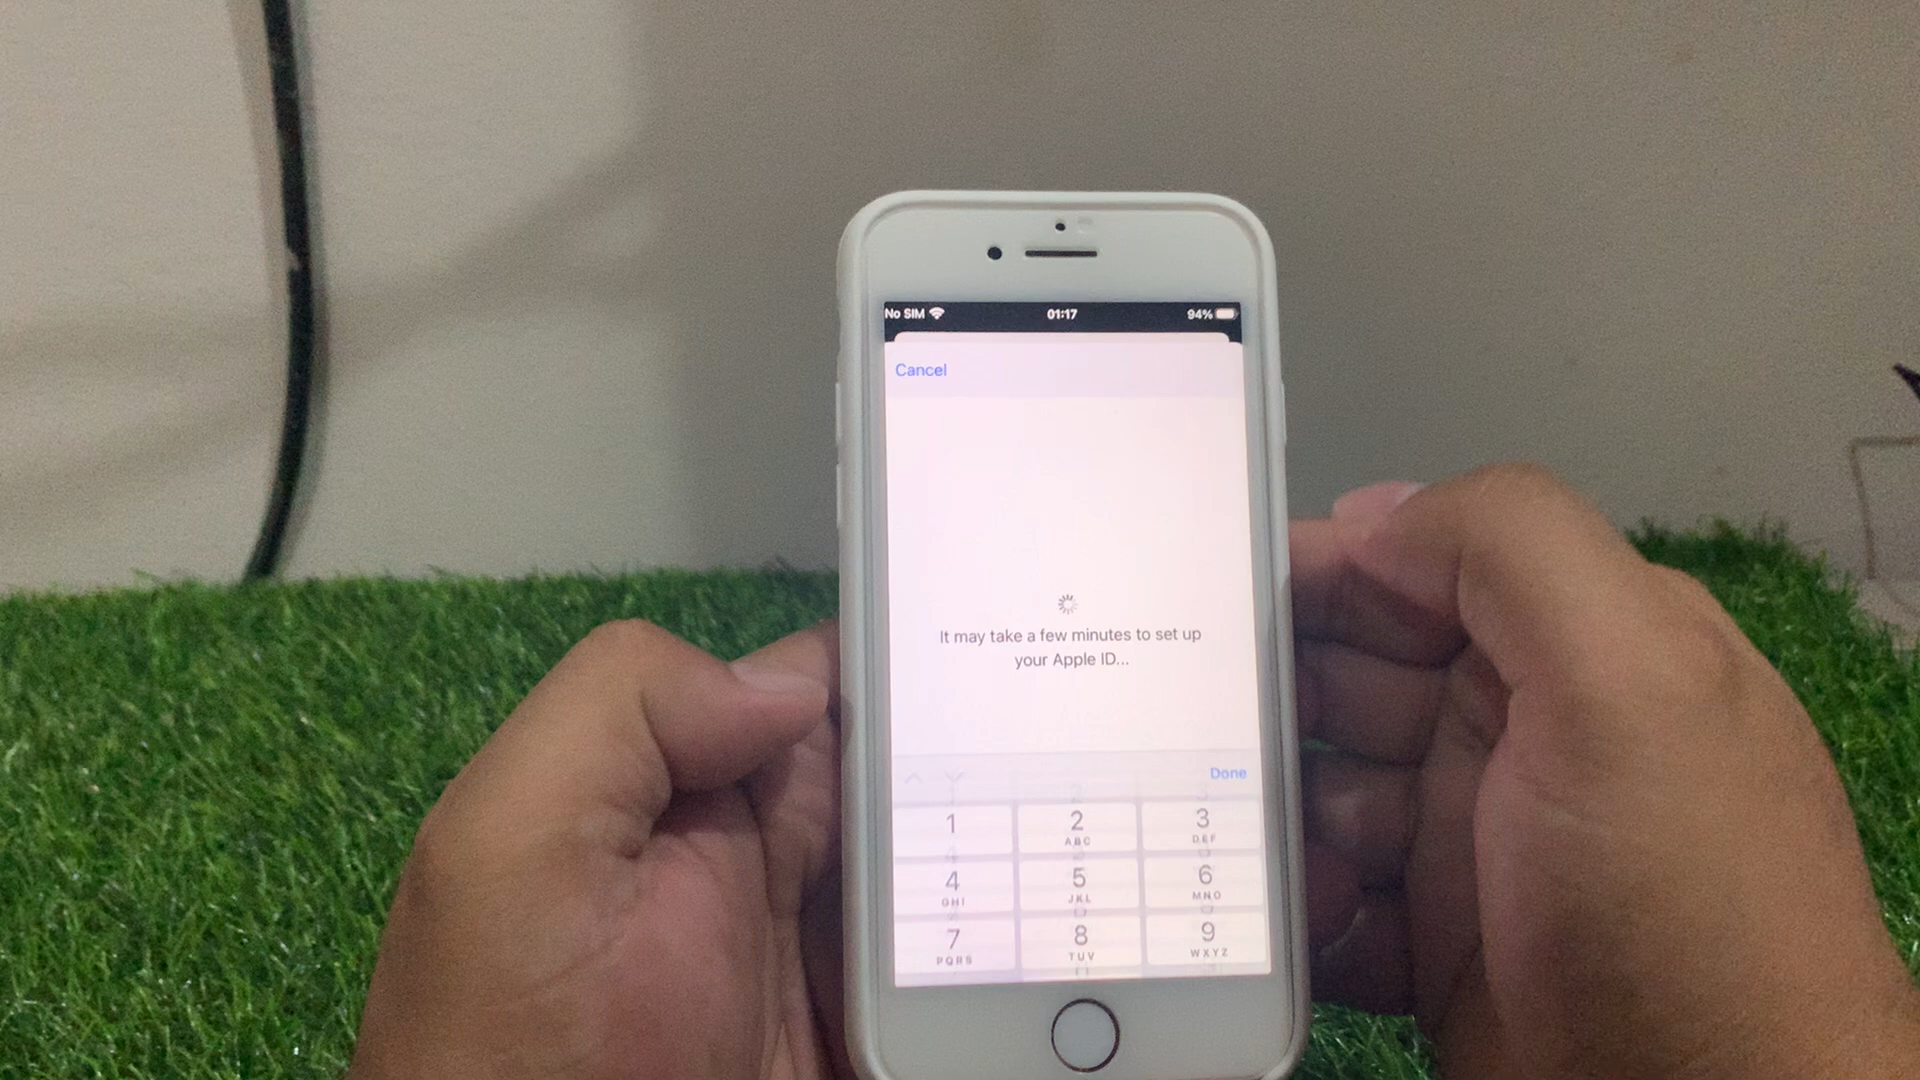 No SIM 01:17 94%
Cancel
It may take a few minutes to set up
your Apple ID...
Done
1 2 3
ABC DEF
4 5 6
GHI JKL MNO
7 8 9
PQRS TUV WXYZ